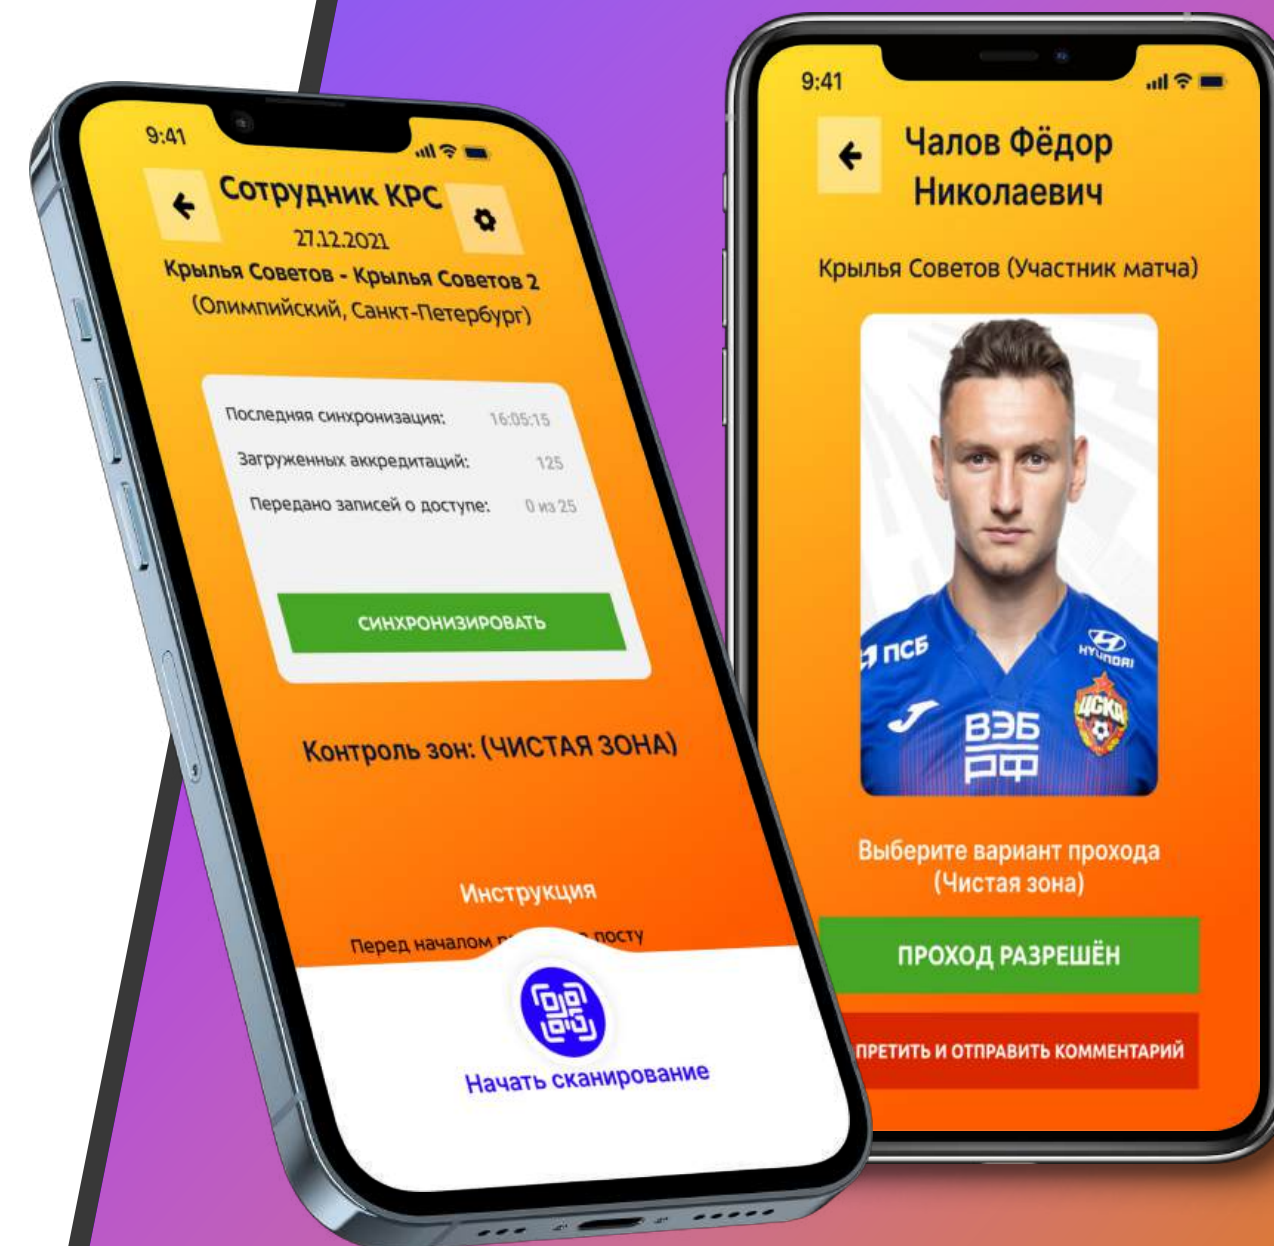 9:41
Сотрудник КРС
27.12.2021
Крылья Советов - Крылья Советов 2
(Олимпийский, Санкт-Петербург)
Последняя синхронизация: 16:05:15
Загруженных аккредитаций: 125
Передано записей о доступе: 0 из 25
СИНХРОНИЗИРОВАТЬ
Контроль зон: (ЧИСТАЯ ЗОНА)
Инструкция
Перед началом посту
Начать сканирование
9:41
Чалов Фёдор
Николаевич
Крылья Советов (Участник матча)
ПСБ
HYUNDAI
ЦСКА
ВЭБ
РФ
Выберите вариант прохода
(Чистая зона)
ПРОХОД РАЗРЕШЁН
ПРЕТИТЬ И ОТПРАВИТЬ КОММЕНТАРИЙ